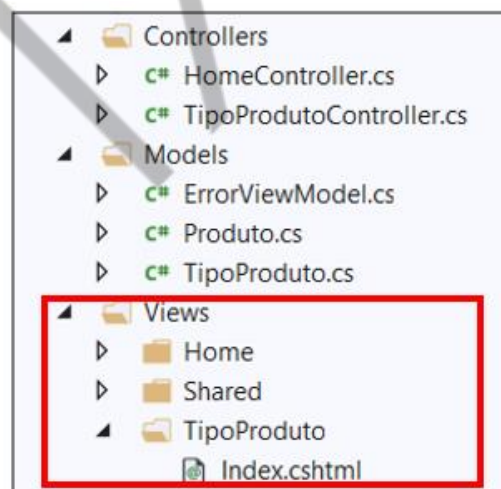 Controllers
C# HomeController.cs
C# TipoProdutoController.cs
Models
C# ErrorViewModel.cs
C# Produto.cs
C# TipoProduto.cs
Views
Home
Shared
TipoProduto
Index.cshtml